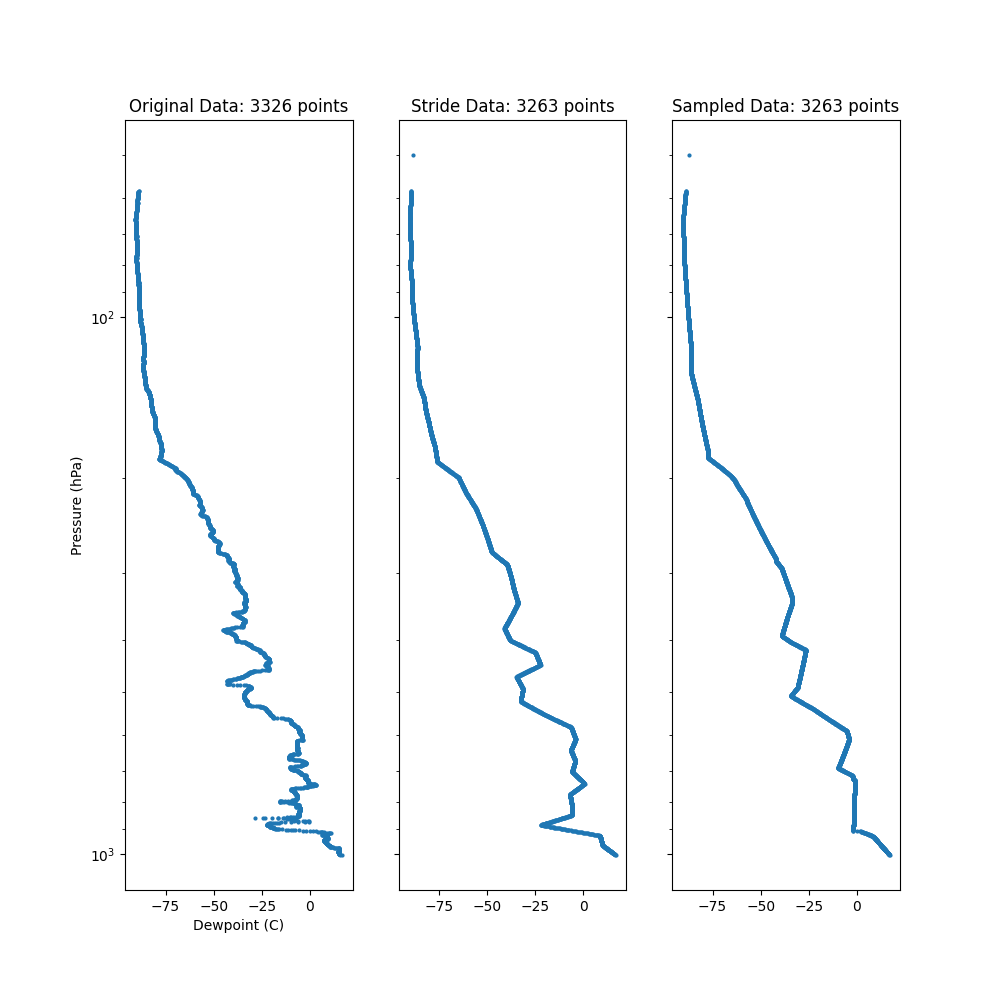 Original Data: 3326 points
Stride Data: 3263 points
Sampled Data: 3263 points
Pressure (hPa)
10²
10³
−75 −50 −25 0
−75 −50 −25 0
−75 −50 −25 0
Dewpoint (C)